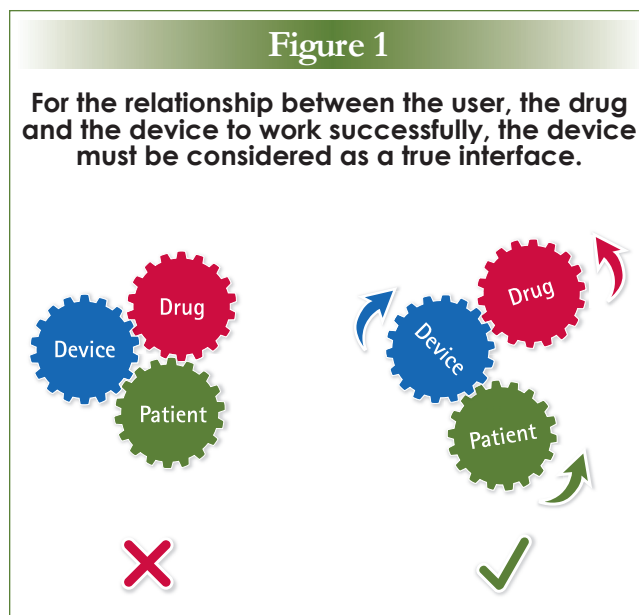 Figure 1
For the relationship between the user, the drug
and the device to work successfully, the device
must be considered as a true interface.
Drug
Device
Patient
Drug
Device
Patient